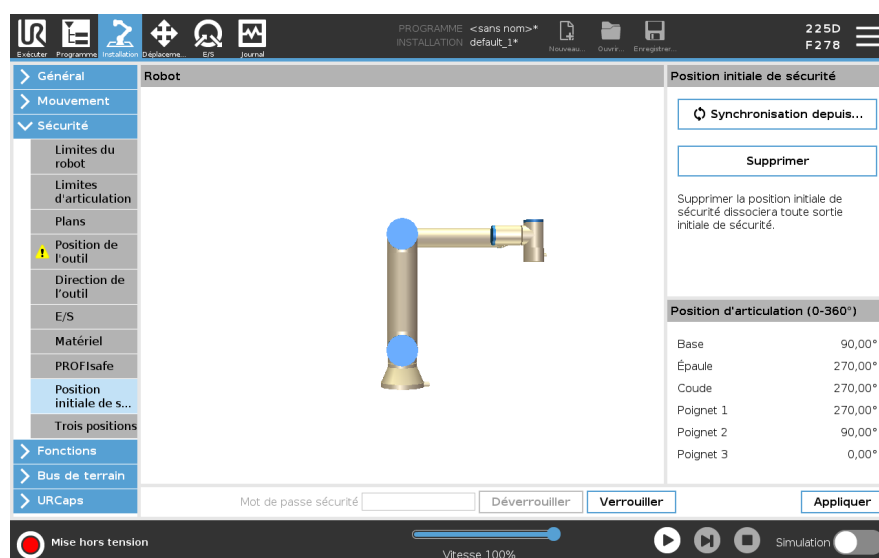 PROGRAMME <sans nom>*
INSTALLATION default_1*
225D
F278
Exécuter
Programme
Installation
Déplaceme...
E/S
Journal
Nouveau...
Ouvrir...
Enregistrer...
Général
Mouvement
Sécurité
Limites du
robot
Limites
d'articulation
Plans
Position de
l'outil
Direction de
l'outil
E/S
Matériel
PROFIsafe
Position
initiale de s...
Trois positions
Fonctions
Bus de terrain
URCaps
Robot
Position initiale de sécurité
Synchronisation depuis...
Supprimer
Supprimer la position initiale de
sécurité dissociera toute sortie
initiale de sécurité.
Position d'articulation (0-360°)
Base 90,00°
Épaule 270,00°
Coude 270,00°
Poignet 1 270,00°
Poignet 2 90,00°
Poignet 3 0,00°
Mot de passe sécurité
Déverrouiller
Verrouiller
Appliquer
Mise hors tension
Vitesse 100%
Simulation